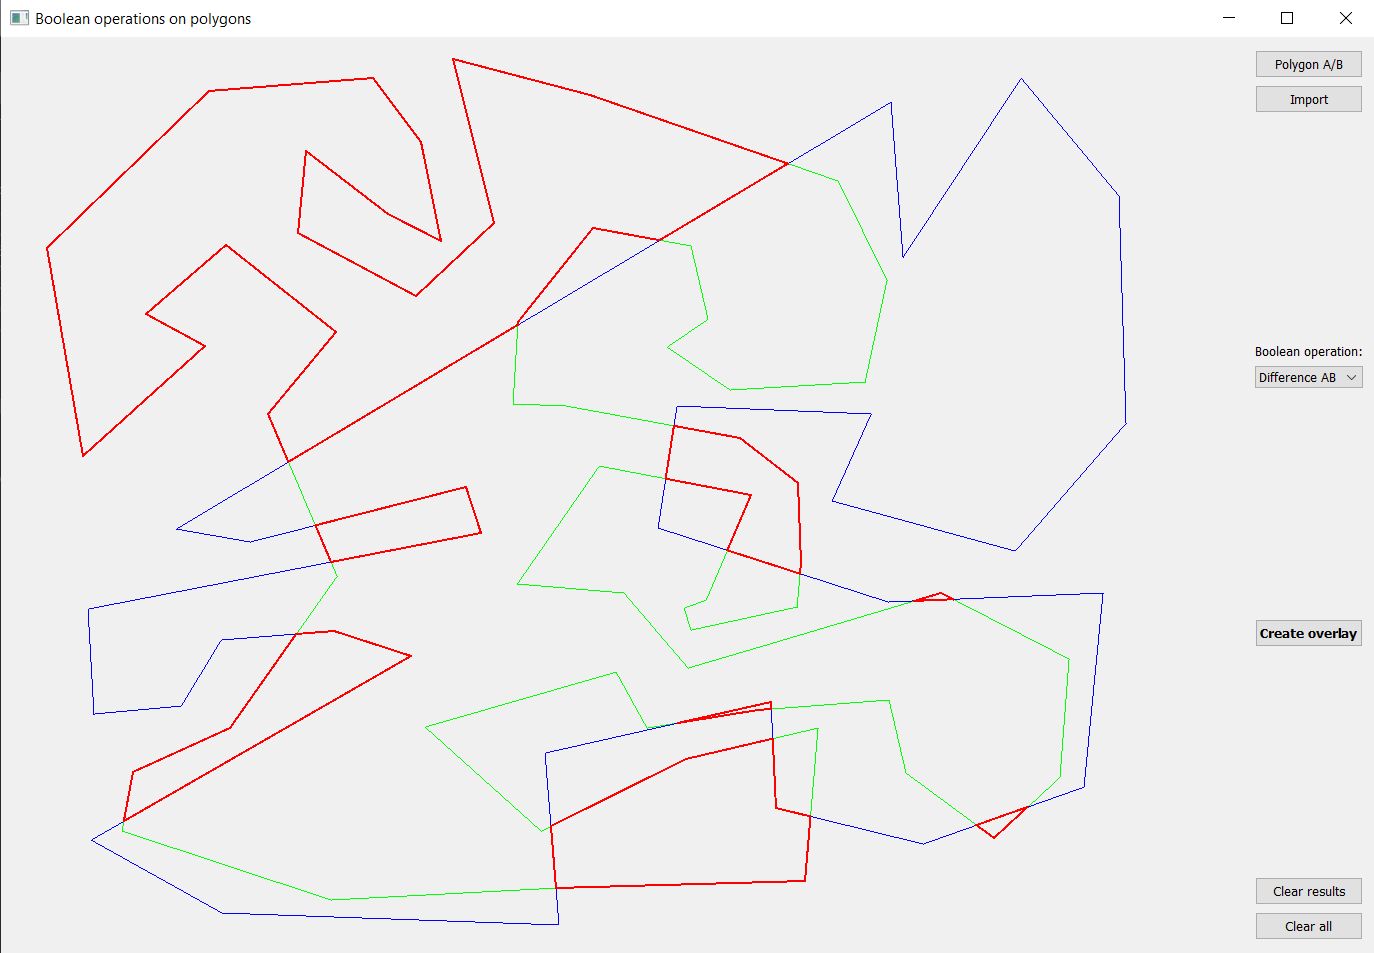 Boolean operations on polygons
Polygon A/B
Import
Boolean operation:
Difference AB
Create overlay
Clear results
Clear all